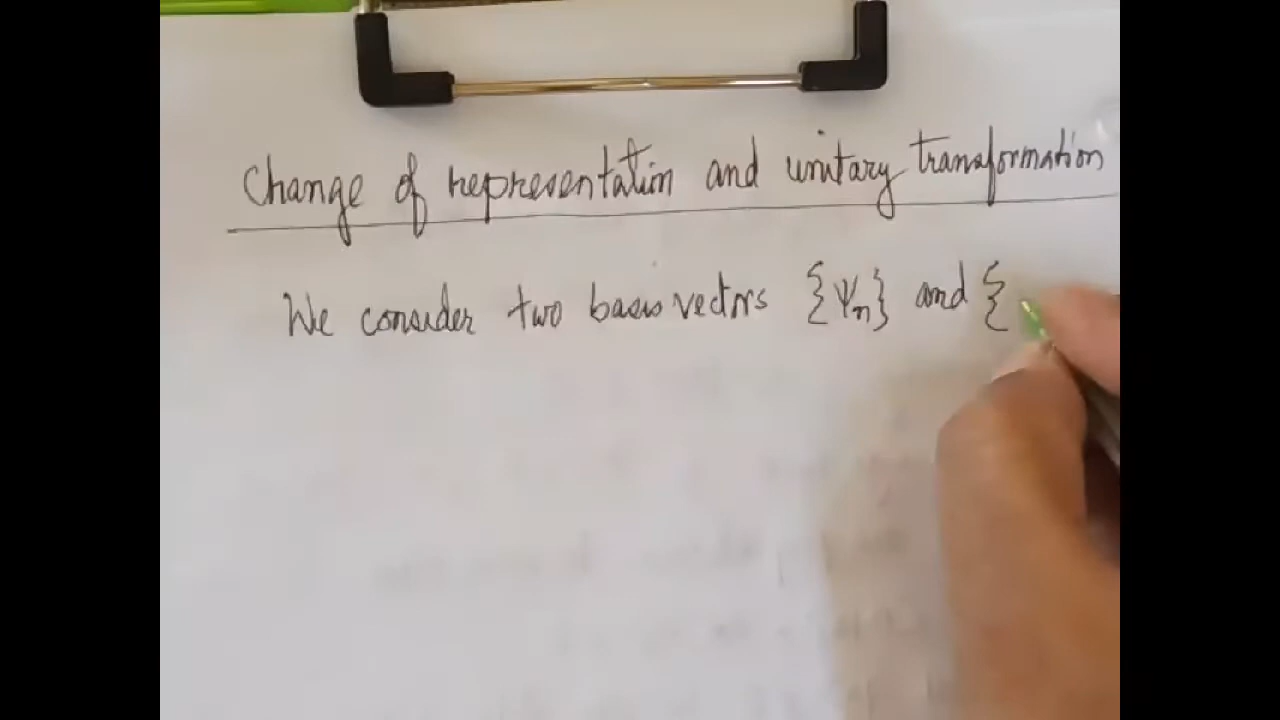 Change of representation and unitary transformation
We consider two basis vectors {ψn} and {